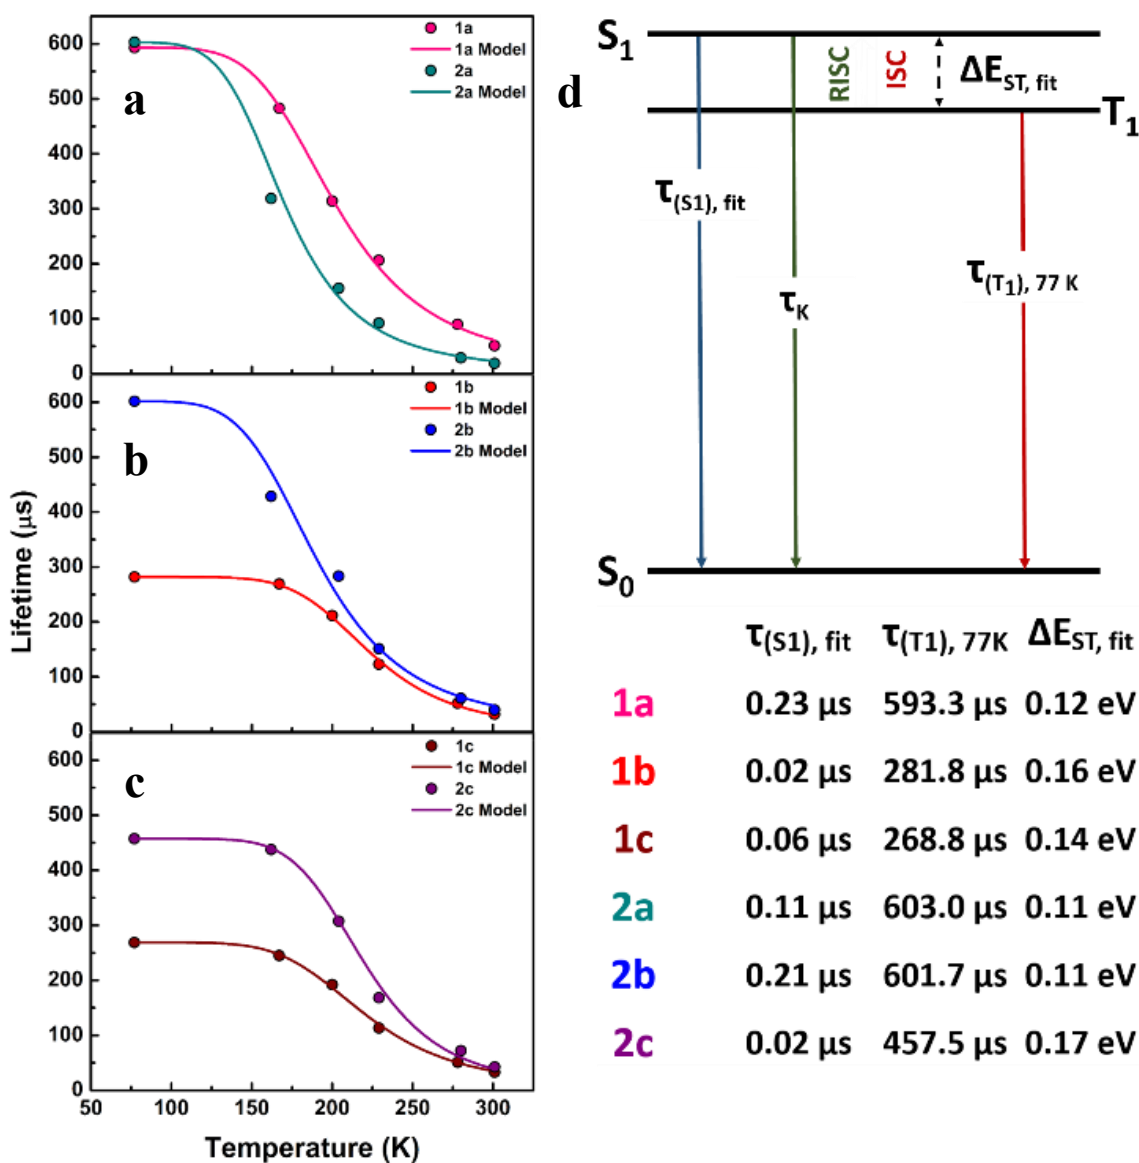 a
1a
1a Model
2a
2a Model
600
500
400
300
200
100
0
b
1b
1b Model
2b
2b Model
600
500
400
300
200
100
0
c
1c
1c Model
2c
2c Model
600
500
400
300
200
100
0
Lifetime (μs)
50 100 150 200 250 300
Temperature (K)
d
S1
RISC
ISC
ΔEST, fit
T1
τ(S1), fit
τK
τ(T1), 77 K
S0
τ(S1), fit τ(T1), 77K ΔEST, fit
1a 0.23 μs 593.3 μs 0.12 eV
1b 0.02 μs 281.8 μs 0.16 eV
1c 0.06 μs 268.8 μs 0.14 eV
2a 0.11 μs 603.0 μs 0.11 eV
2b 0.21 μs 601.7 μs 0.11 eV
2c 0.02 μs 457.5 μs 0.17 eV